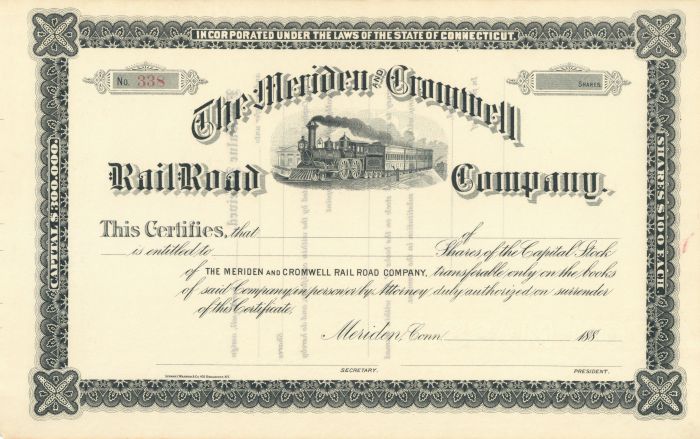 INCORPORATED UNDER THE LAWS OF THE STATE OF CONNECTICUT.
No. 338
SHARES.
The Meriden AND Cromwell
Rail Road Company.
CAPITAL $300,000.
SHARES $100 EACH.
This Certifies, that of
is entitled to Shares of the Capital Stock
of THE MERIDEN AND CROMWELL RAIL ROAD COMPANY, transferable only on the books
of said Company, in person or by Attorney duly authorized on surrender
of this Certificate.
Meriden, Conn 188
SECRETARY. PRESIDENT.